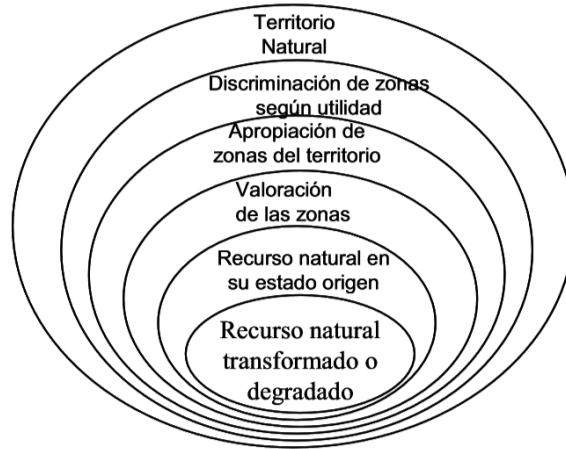 Territorio
Natural
Discriminación de zonas
según utilidad
Apropiación de
zonas del territorio
Valoración
de las zonas
Recurso natural en
su estado origen
Recurso natural
transformado o
degradado